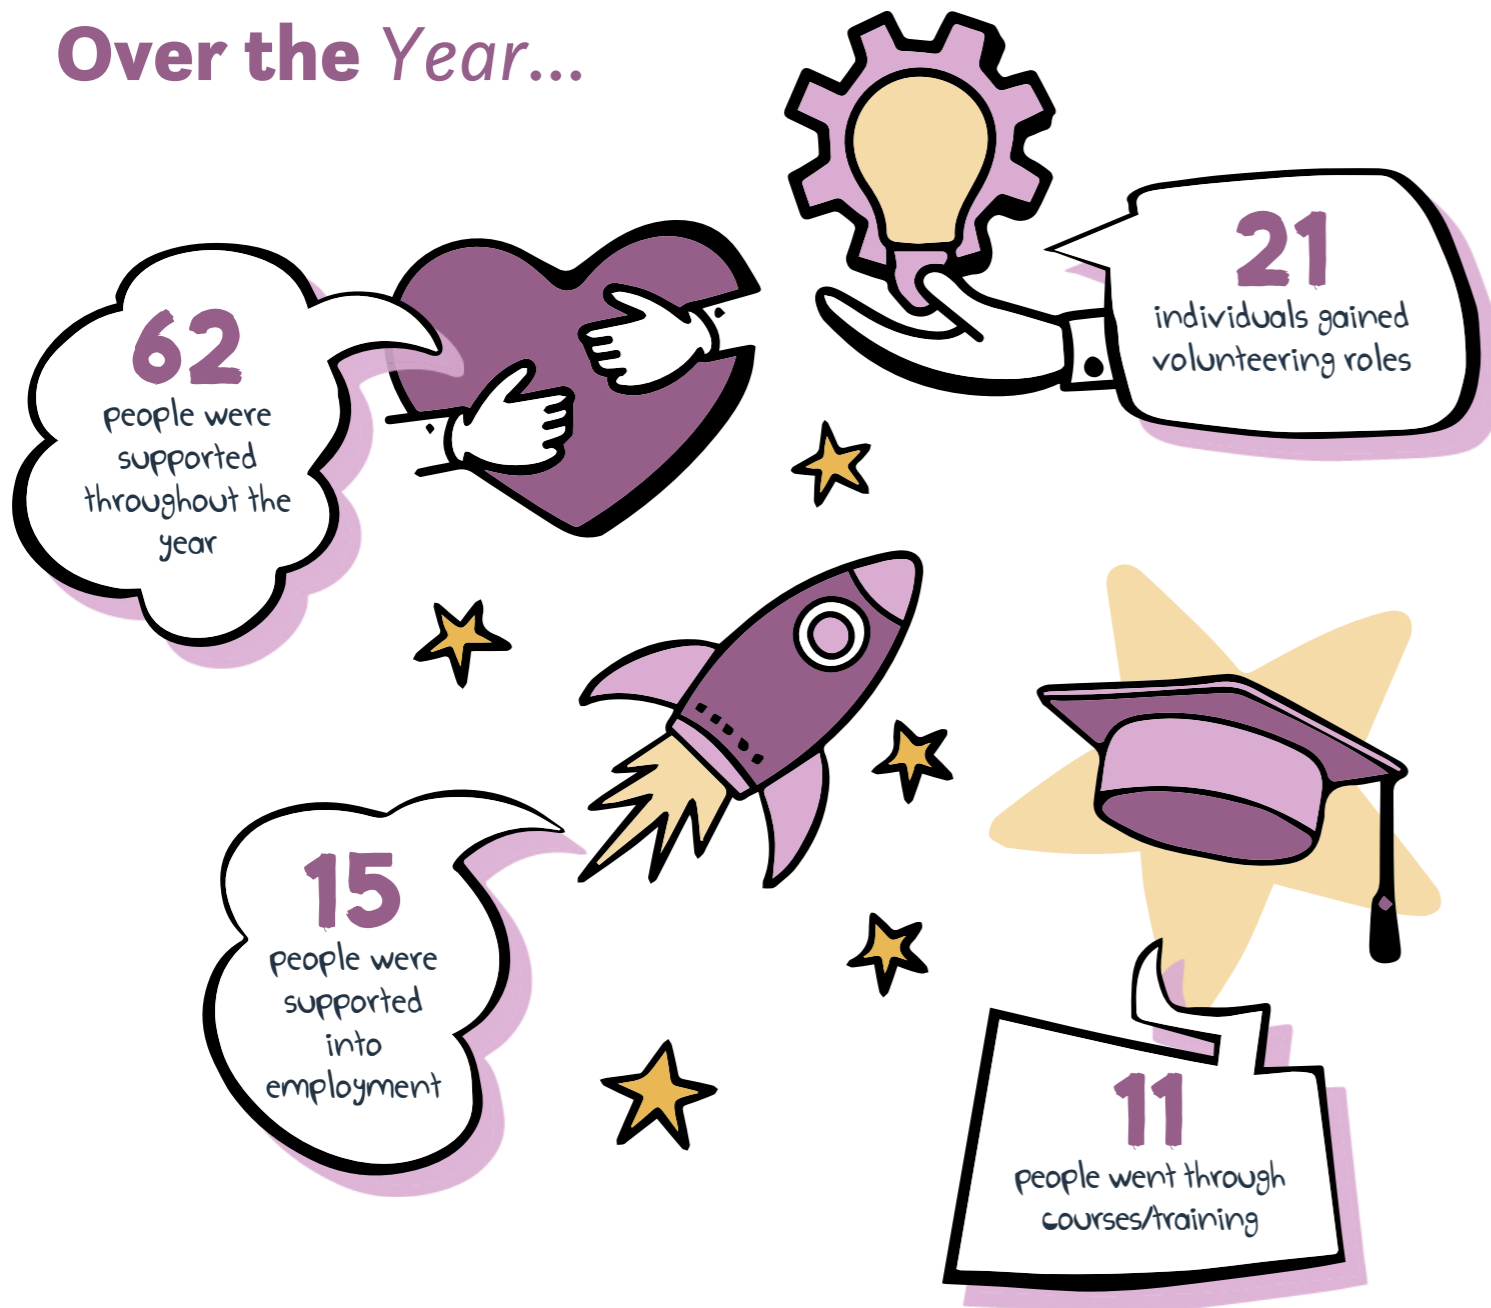 Over the Year...
21
individuals gained
volunteering roles
62
people were
supported
throughout the
year
15
people were
supported
into
employment
11
people went through
courses/training